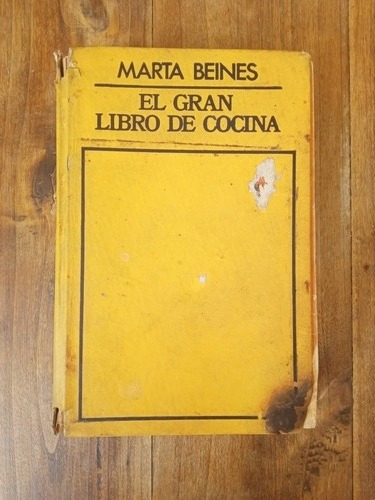 MARTA BEINES
EL GRAN
LIBRO DE COCINA